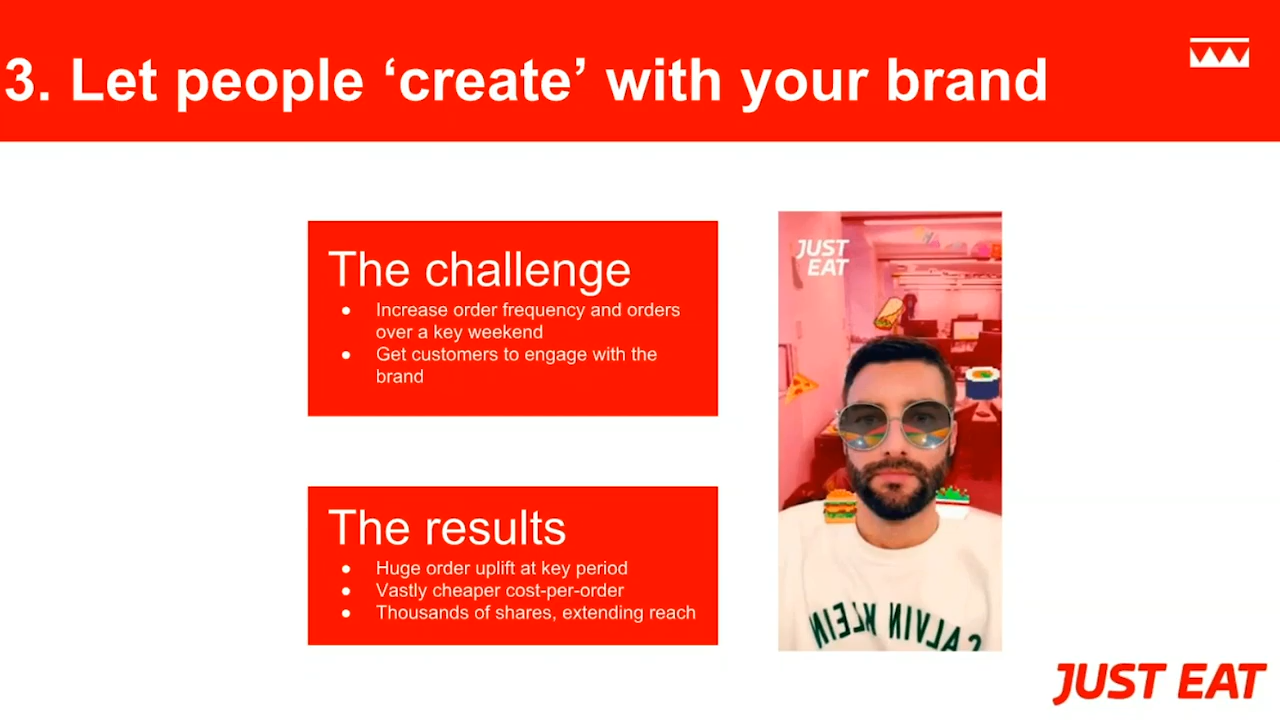 3. Let people ‘create’ with your brand
The challenge
● Increase order frequency and orders
over a key weekend
● Get customers to engage with the
brand
The results
● Huge order uplift at key period
● Vastly cheaper cost-per-order
● Thousands of shares, extending reach
JUST
EAT
CALVIN KLEIN
JUST EAT